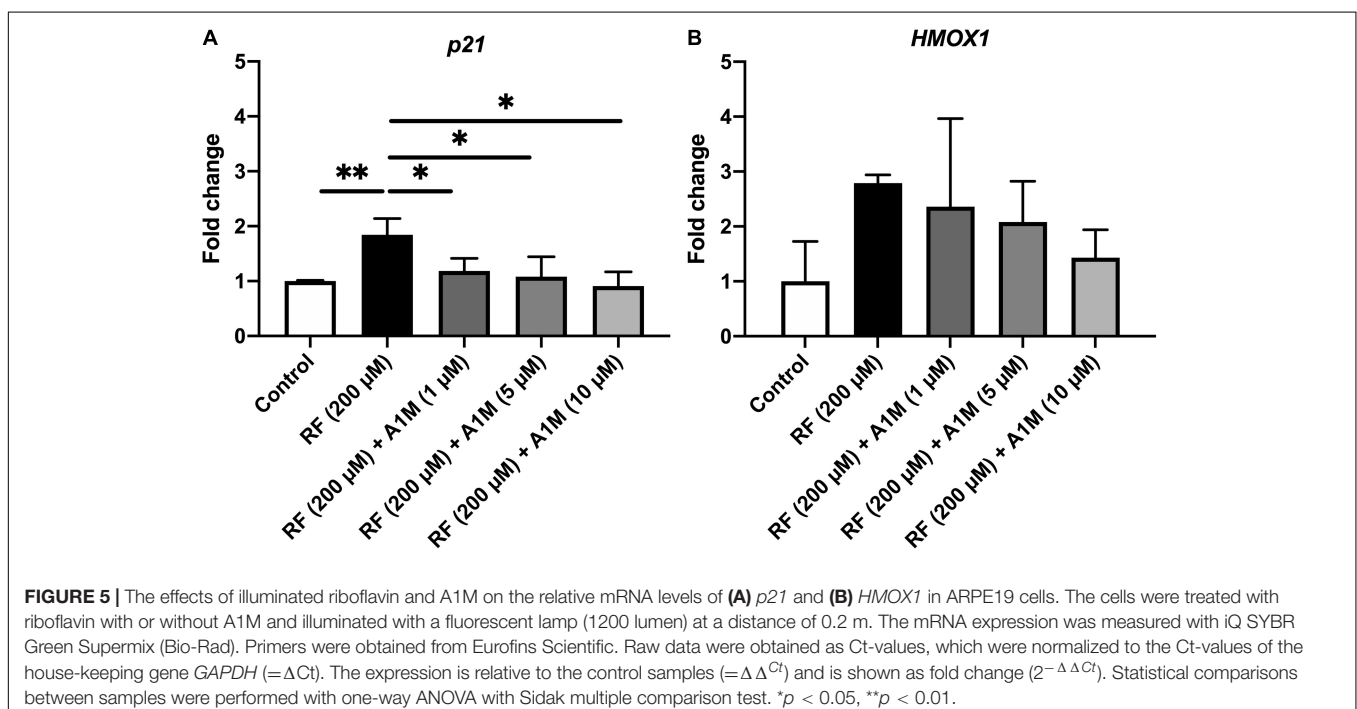 A
p21
B
HMOX1
Fold change
5
4
3
2
1
0
*
*
** *
Control
RF (200 µM)
RF (200 µM) + A1M (1 µM)
RF (200 µM) + A1M (5 µM)
RF (200 µM) + A1M (10 µM)
Fold change
5
4
3
2
1
0
Control
RF (200 µM)
RF (200 µM) + A1M (1 µM)
RF (200 µM) + A1M (5 µM)
RF (200 µM) + A1M (10 µM)
FIGURE 5 | The effects of illuminated riboflavin and A1M on the relative mRNA levels of (A) p21 and (B) HMOX1 in ARPE19 cells. The cells were treated with
riboflavin with or without A1M and illuminated with a fluorescent lamp (1200 lumen) at a distance of 0.2 m. The mRNA expression was measured with iQ SYBR
Green Supermix (Bio-Rad). Primers were obtained from Eurofins Scientific. Raw data were obtained as Ct-values, which were normalized to the Ct-values of the
house-keeping gene GAPDH (=ΔCt). The expression is relative to the control samples (=ΔΔCt) and is shown as fold change (2−ΔΔCt). Statistical comparisons
between samples were performed with one-way ANOVA with Sidak multiple comparison test. *p < 0.05, **p < 0.01.